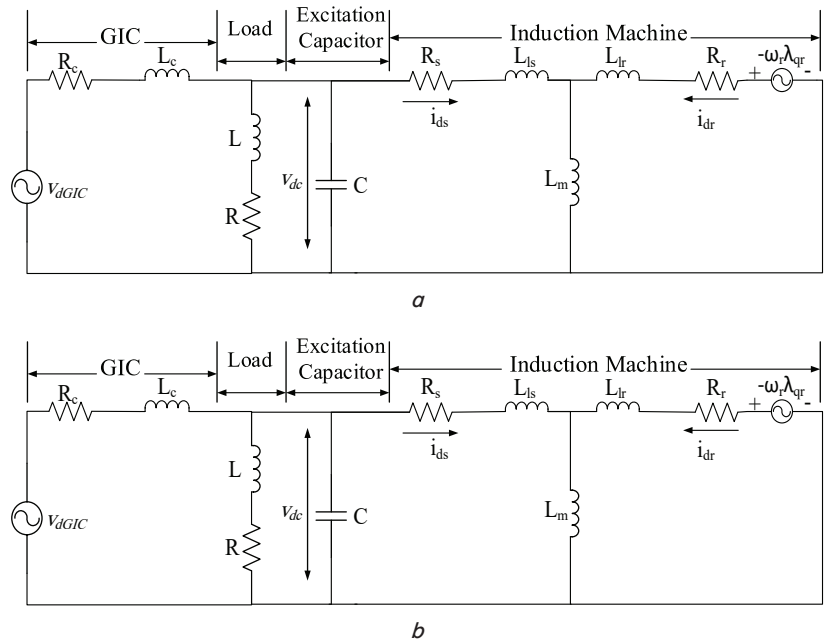 GIC Load Excitation Capacitor Induction Machine
R_c L_c R_s L_ls L_lr R_r -ω_rλ_qr
+ -
i_ds i_dr
L
v_dc C L_m
v_dGIC
R
a
GIC Load Excitation Capacitor Induction Machine
R_c L_c R_s L_ls L_lr R_r -ω_rλ_qr
+ -
i_ds i_dr
L
v_dc C L_m
v_dGIC
R
b